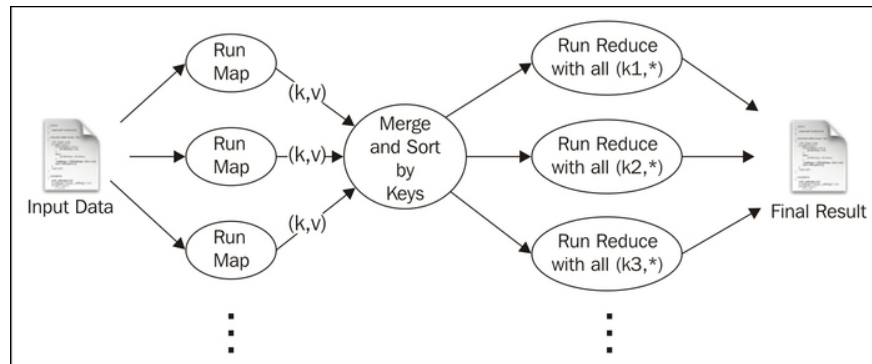 Input Data
Run
Map
(k,v)
Run
Map
(k,v)
Run
Map
(k,v)
Merge
and Sort
by
Keys
Run Reduce
with all (k1,*)
Run Reduce
with all (k2,*)
Run Reduce
with all (k3,*)
Final Result